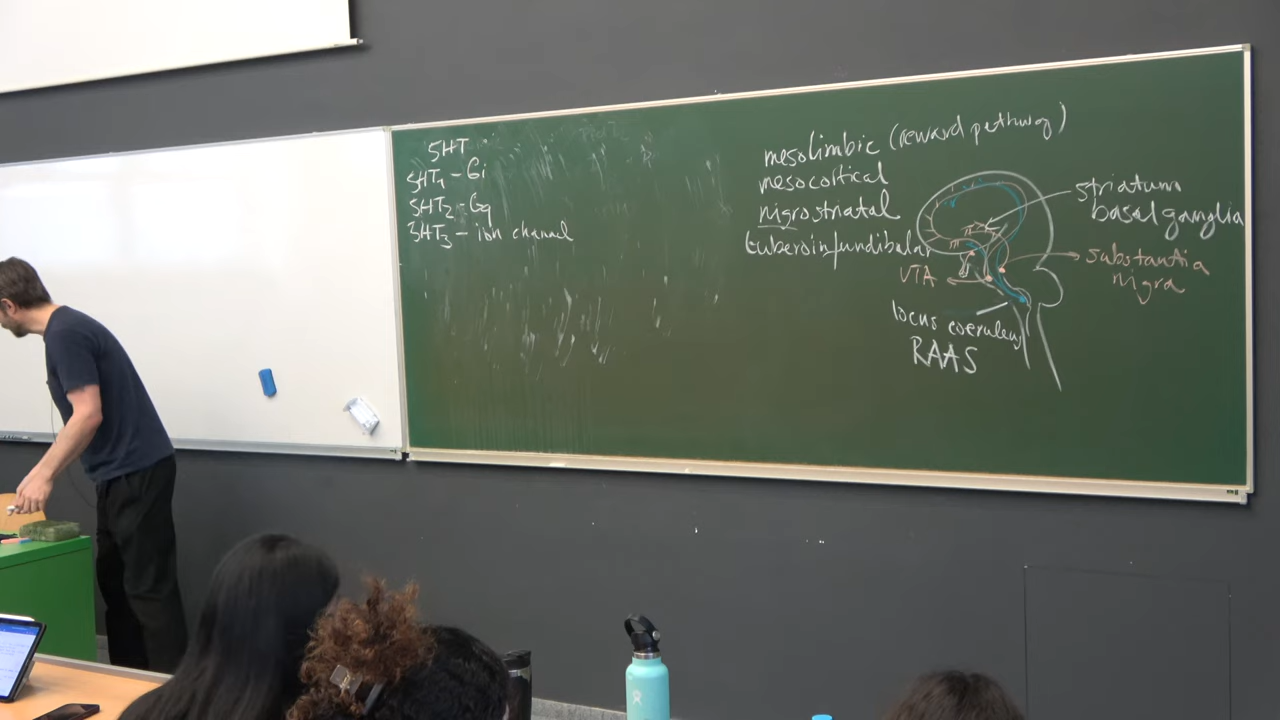 5HT
5HT1 - Gi
5HT2 - Gq
5HT3 - ion channel
mesolimbic (reward pathway)
mesocortical
nigrostriatal
tuberoinfundibular
VTA
locus coeruleus
RAAS
striatum
basal ganglia
substantia
nigra